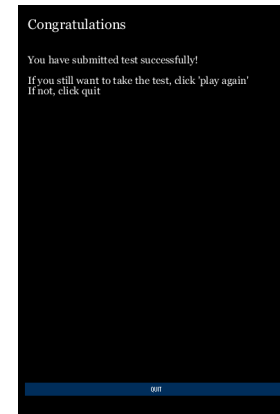 Congratulations
You have submitted test successfully!
If you still want to take the test, click 'play again'
If not, click quit
QUIT